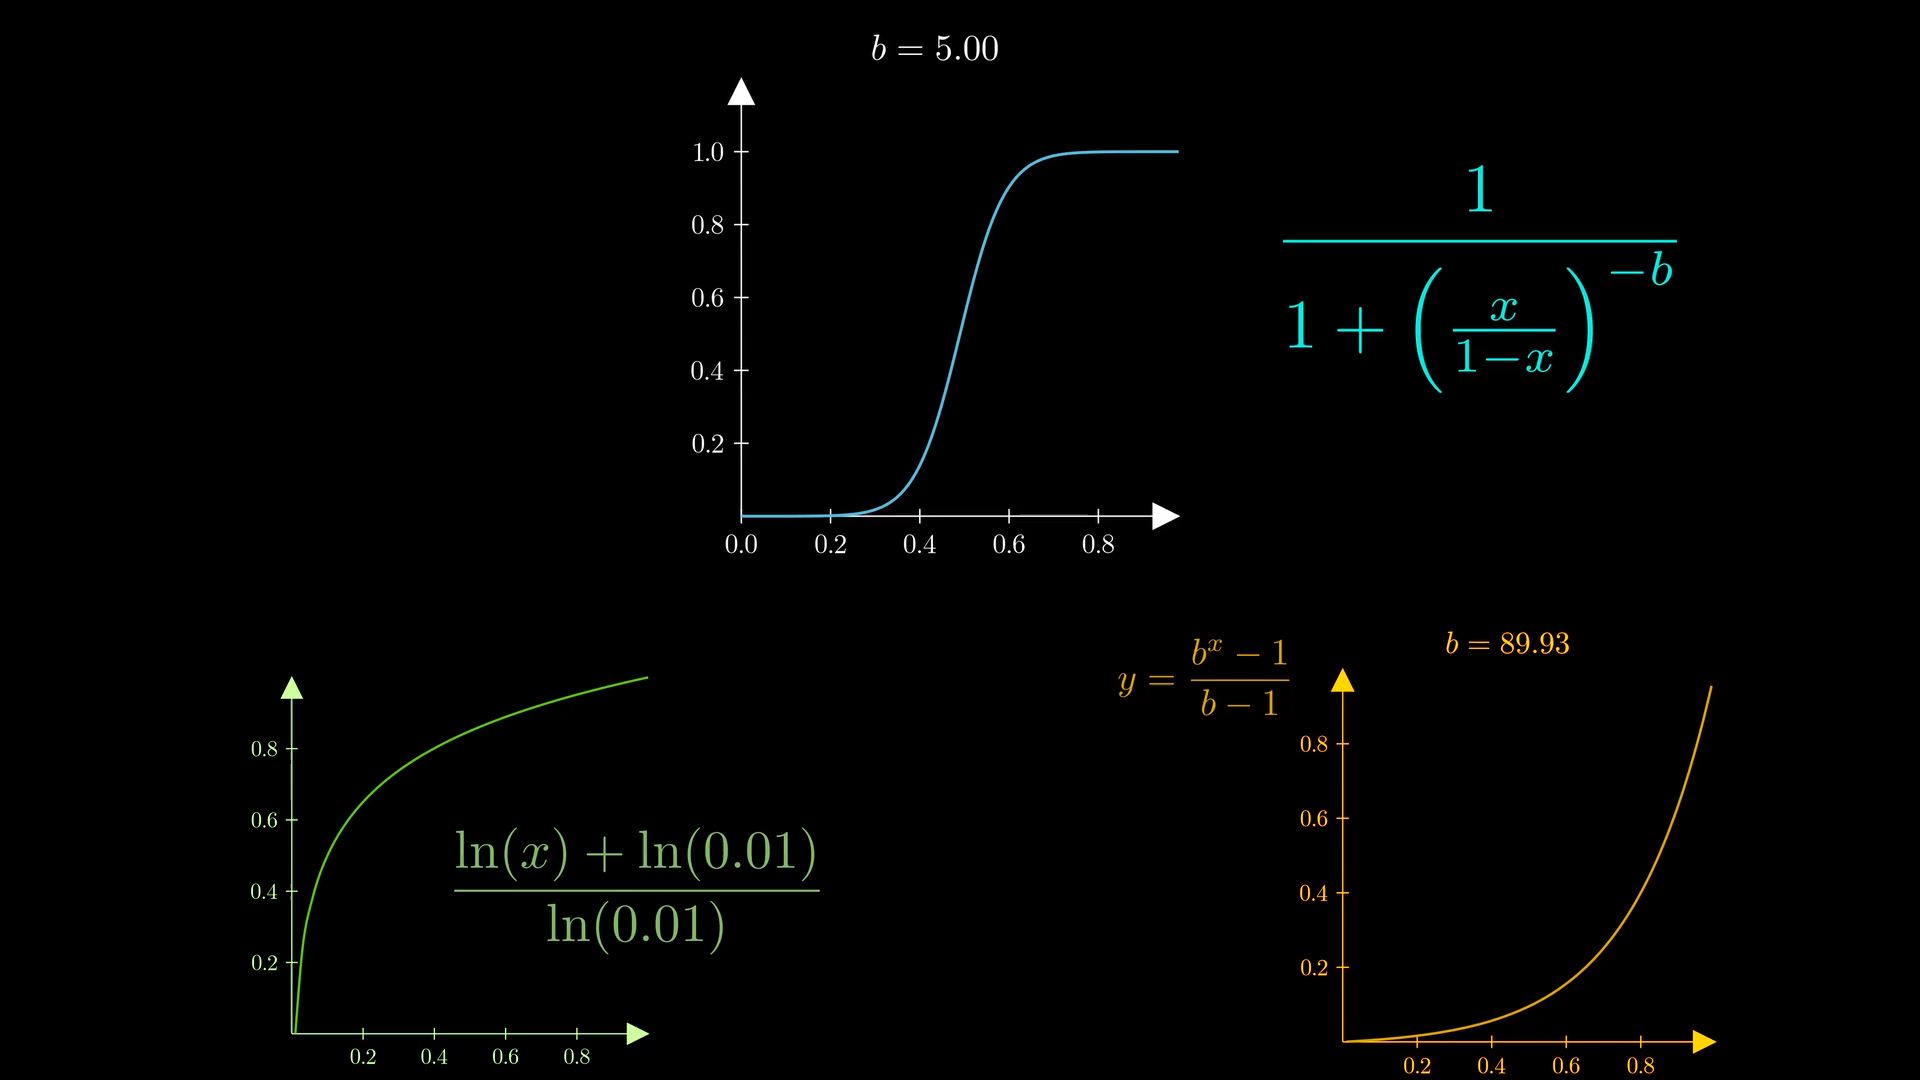 b = 5.00
1.0
0.8
0.6
0.4
0.2
0.0 0.2 0.4 0.6 0.8
1
1 + (x / 1−x)^−b
0.8
0.6
0.4
0.2
0.2 0.4 0.6 0.8
ln(x) + ln(0.01)
ln(0.01)
y = b^x − 1
b − 1
b = 89.93
0.8
0.6
0.4
0.2
0.2 0.4 0.6 0.8